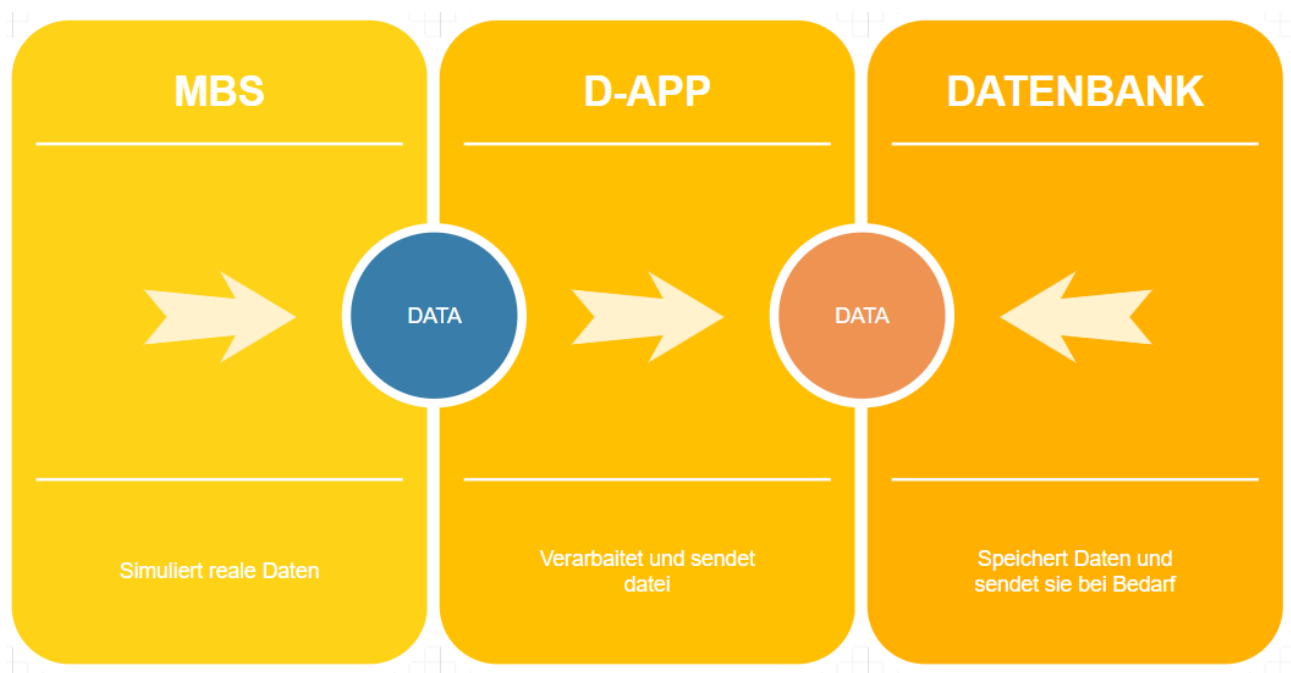 MBS
D-APP
DATENBANK
DATA
DATA
Simuliert reale Daten
Verarbaitet und sendet
datei
Speichert Daten und
sendet sie bei Bedarf